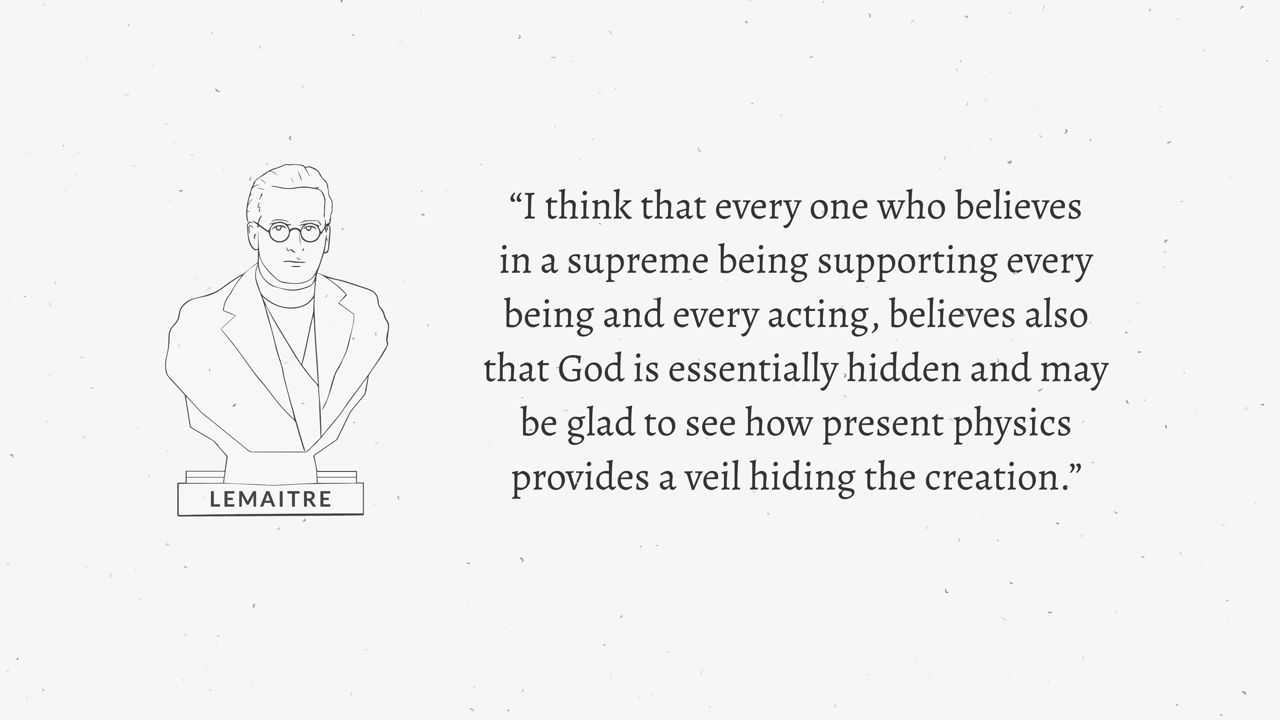 “I think that every one who believes
in a supreme being supporting every
being and every acting, believes also
that God is essentially hidden and may
be glad to see how present physics
provides a veil hiding the creation.”
LEMAITRE